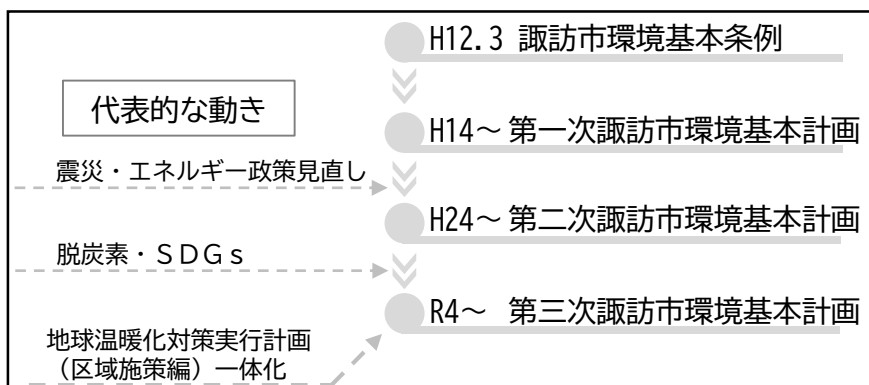 H12.3 諏訪市環境基本条例
代表的な動き
H14～ 第一次諏訪市環境基本計画
震災・エネルギー政策見直し
H24～ 第二次諏訪市環境基本計画
脱炭素・ＳＤＧｓ
R4～ 第三次諏訪市環境基本計画
地球温暖化対策実行計画
（区域施策編）一体化